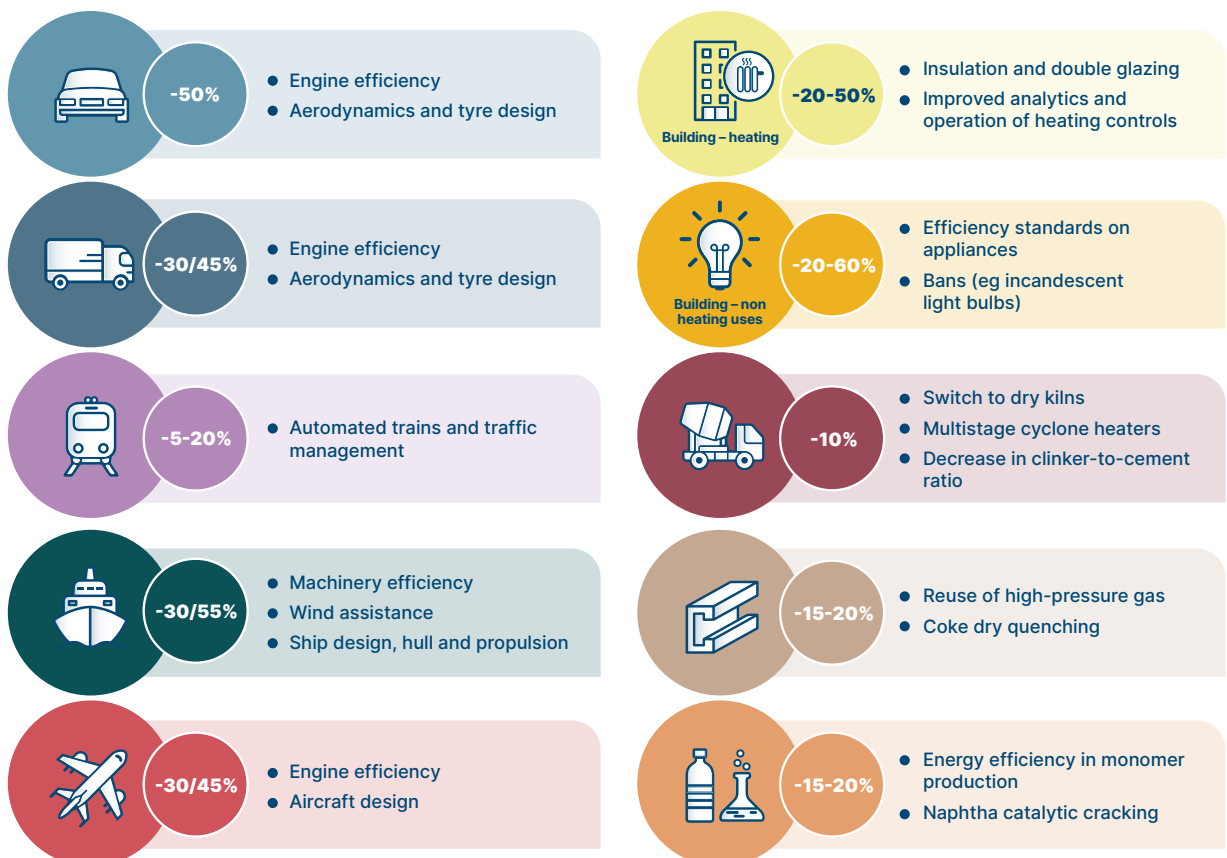 -50%
Engine efficiency
Aerodynamics and tyre design
-30/45%
Engine efficiency
Aerodynamics and tyre design
-5-20%
Automated trains and traffic
management
-30/55%
Machinery efficiency
Wind assistance
Ship design, hull and propulsion
-30/45%
Engine efficiency
Aircraft design
Building – heating
-20-50%
Insulation and double glazing
Improved analytics and
operation of heating controls
Building – non
heating uses
-20-60%
Efficiency standards on
appliances
Bans (eg incandescent
light bulbs)
-10%
Switch to dry kilns
Multistage cyclone heaters
Decrease in clinker-to-cement
ratio
-15-20%
Reuse of high-pressure gas
Coke dry quenching
-15-20%
Energy efficiency in monomer
production
Naphtha catalytic cracking